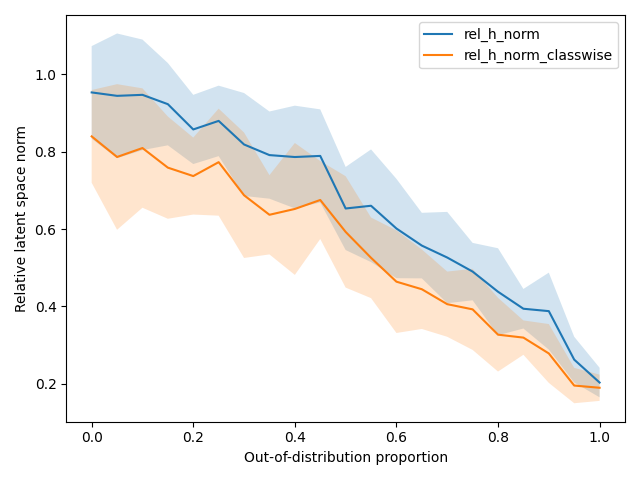 rel_h_norm
rel_h_norm_classwise
Relative latent space norm
1.0
0.8
0.6
0.4
0.2
0.0 0.2 0.4 0.6 0.8 1.0
Out-of-distribution proportion